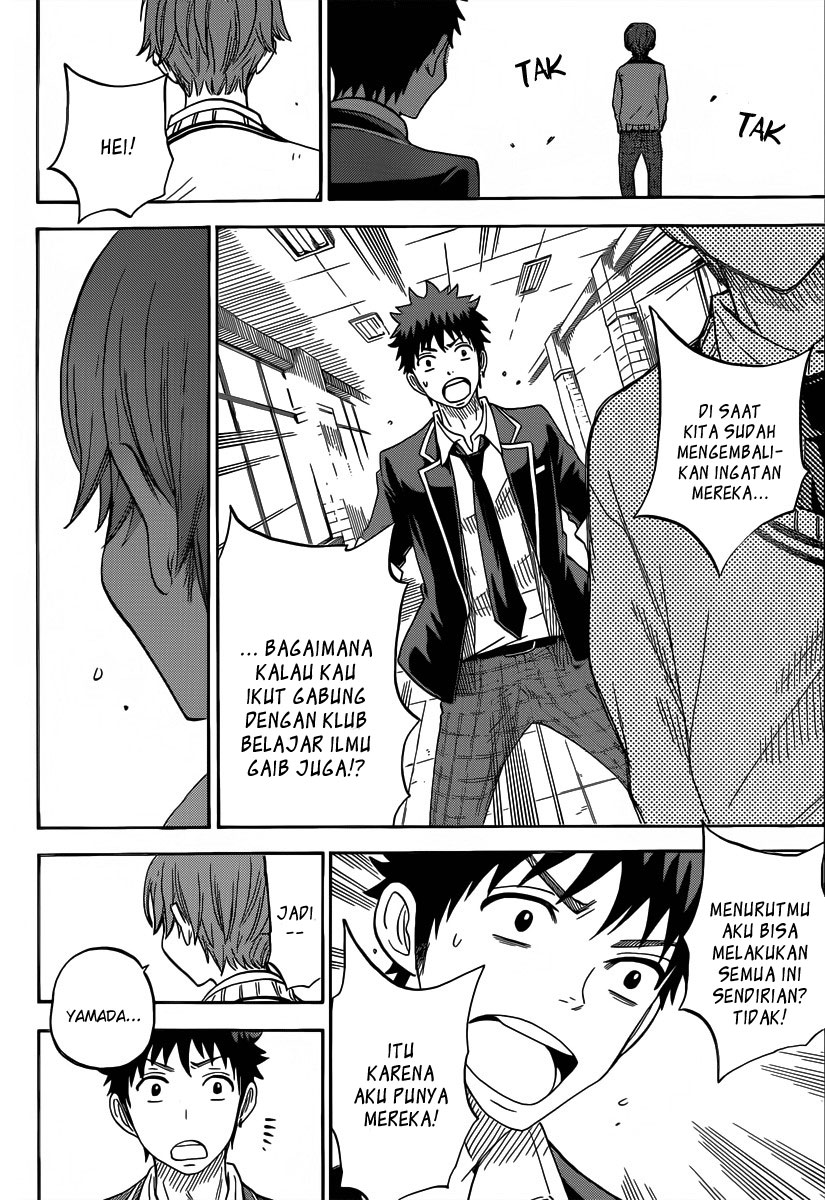 TAK
TAK
HEI!
DI SAAT
KITA SUDAH
MENGEMBALI-
KAN INGATAN
MEREKA...
... BAGAIMANA
KALAU KAU
IKUT GABUNG
DENGAN KLUB
BELAJAR ILMU
GAIB JUGA!?
MENURUTMU
AKU BISA
MELAKUKAN
SEMUA INI
SENDIRIAN?
TIDAK!
ITU
KARENA
AKU PUNYA
MEREKA!
JADI
--
YAMADA...